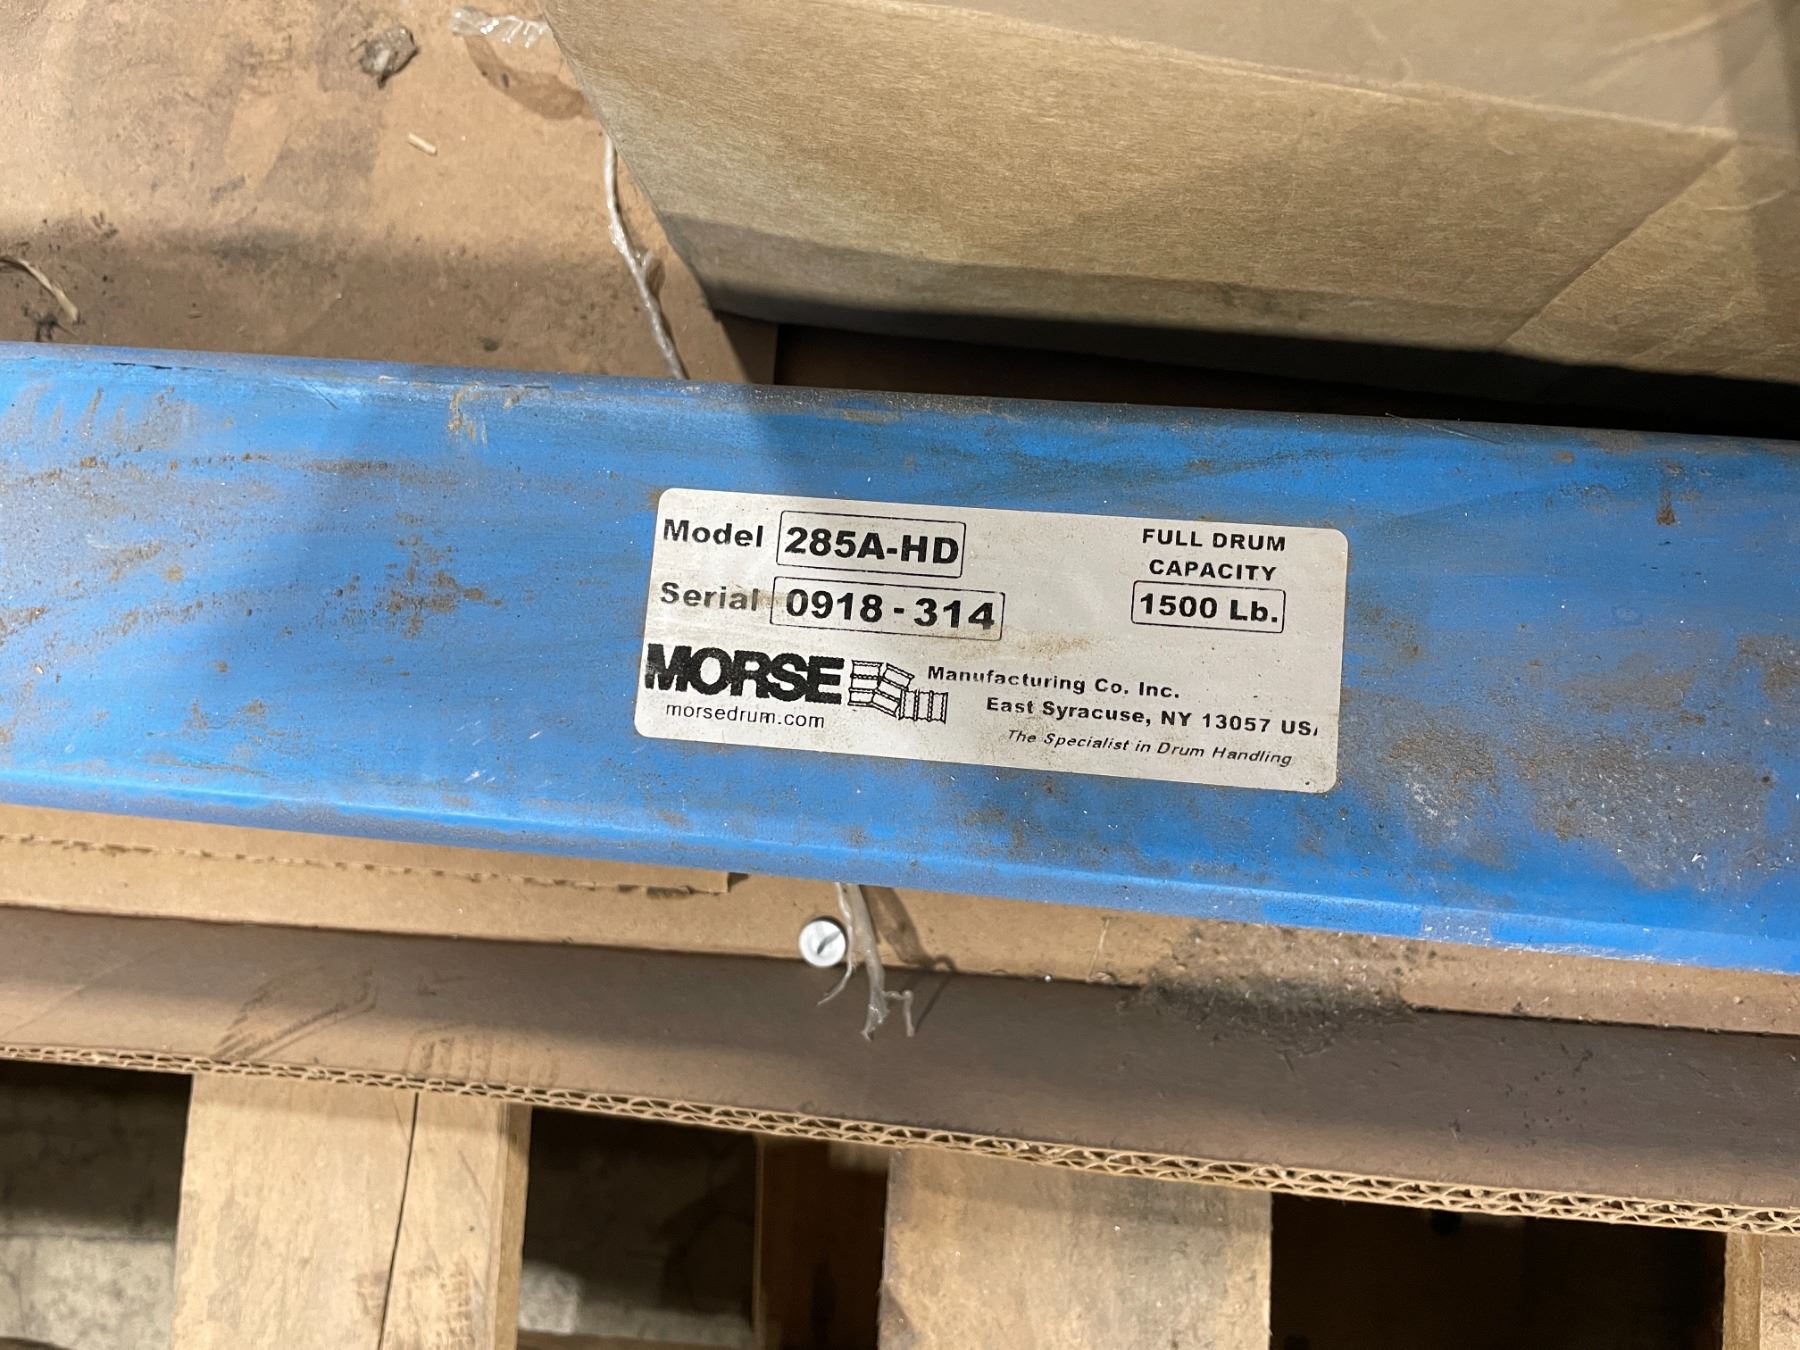 Model 285A-HD
Serial 0918-314
FULL DRUM
CAPACITY
1500 Lb.
MORSE Manufacturing Co. Inc.
morsedrum.com
East Syracuse, NY 13057
The Specialist in Drum Handling